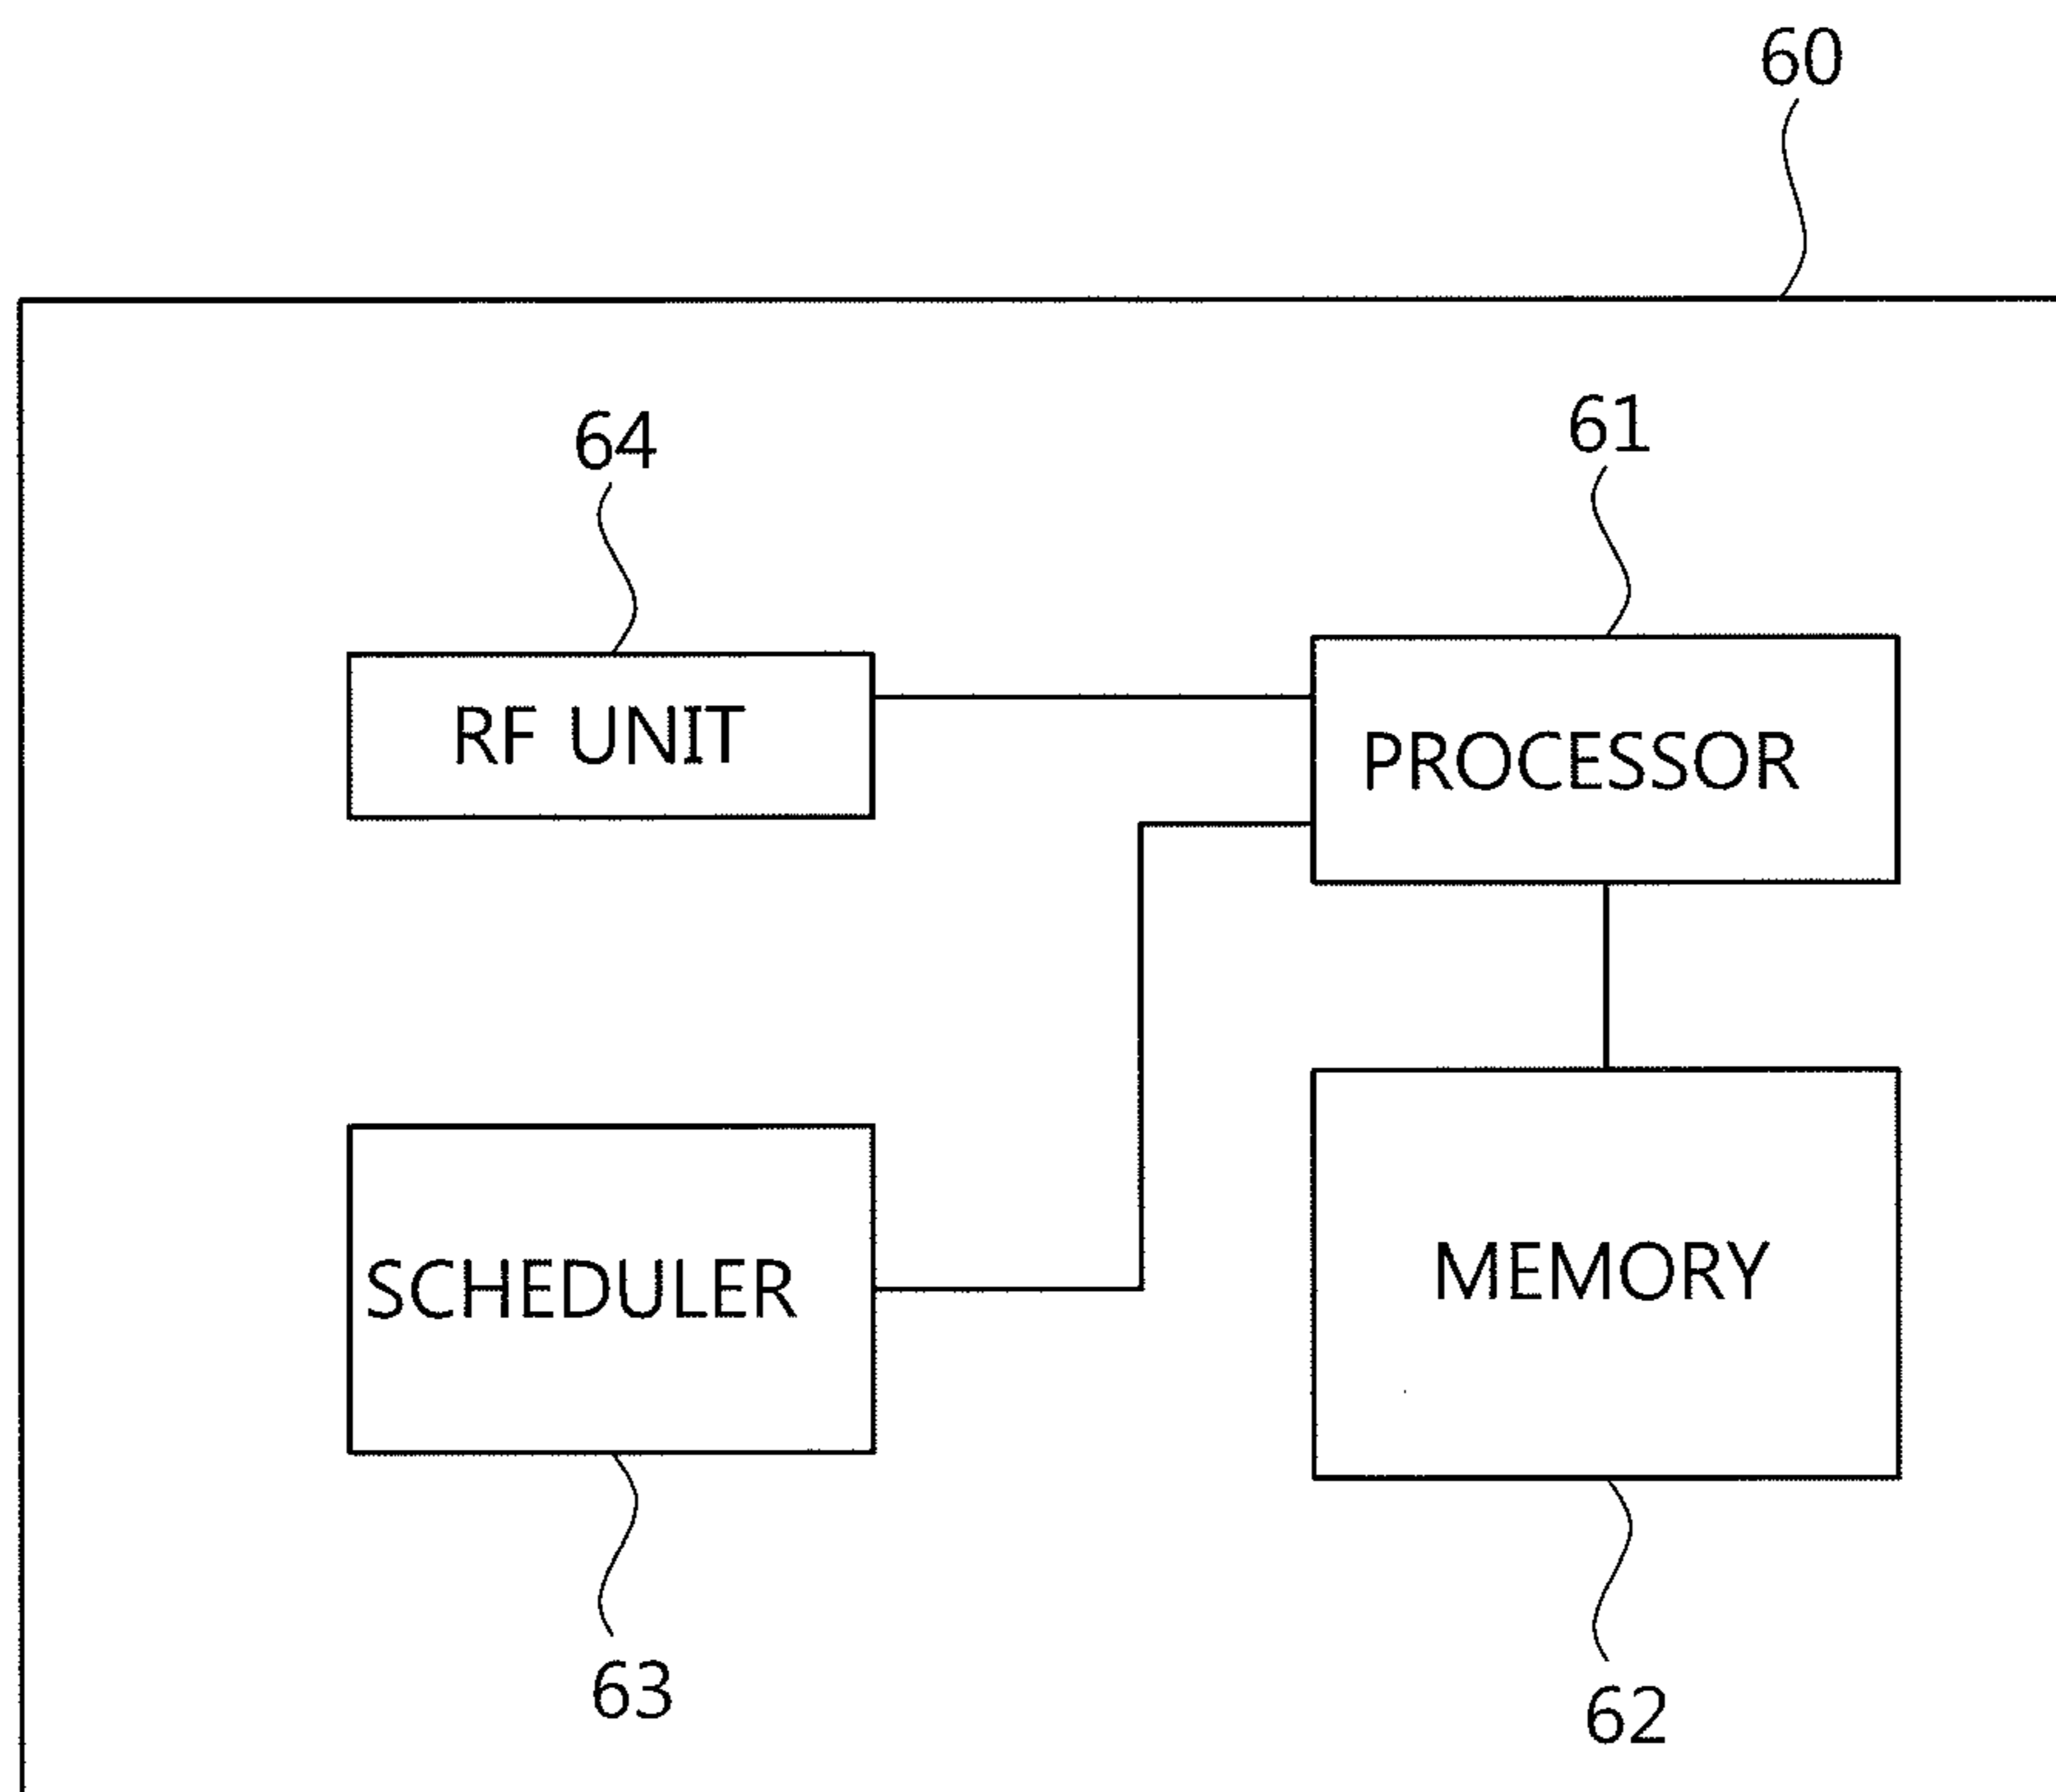 60
64
61
RF UNIT
PROCESSOR
SCHEDULER
MEMORY
63
62